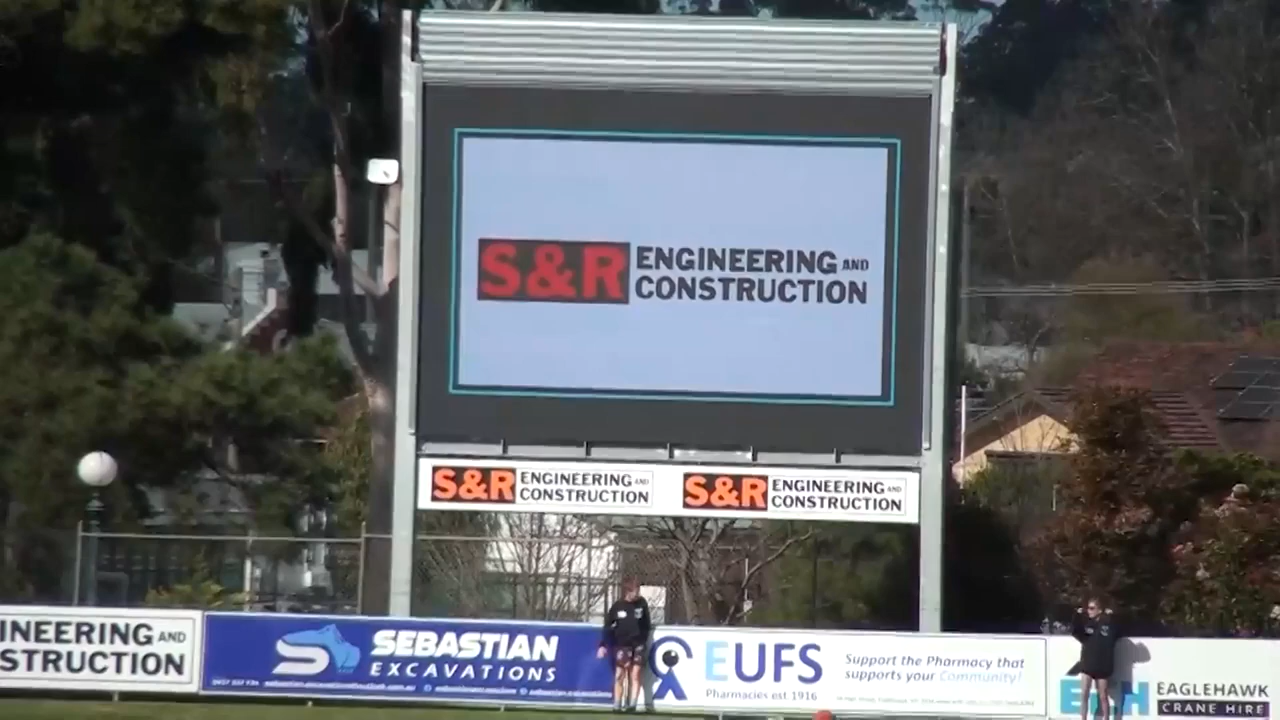 S&R ENGINEERING AND
CONSTRUCTION
S&R ENGINEERING AND
CONSTRUCTION
S&R ENGINEERING AND
CONSTRUCTION
INEERING AND
STRUCTION
SEBASTIAN
EXCAVATIONS
EUFS
Pharmacies est 1916
Support the Pharmacy that
supports your Community!
EAGLEHAWK
CRANE HIRE